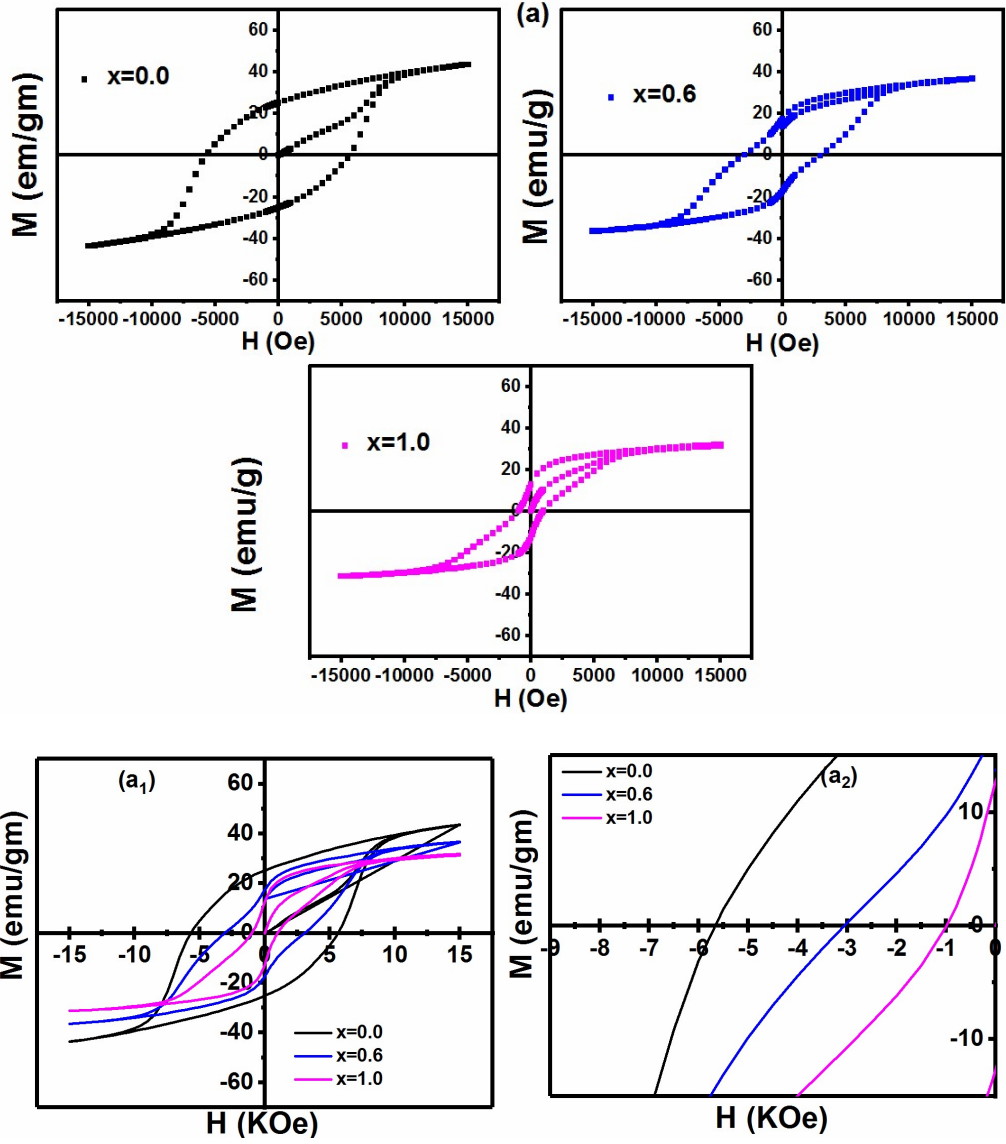 (a)
60
40
20
0
-20
-40
-60
M (em/gm)
x=0.0
-15000 -10000 -5000 0 5000 10000 15000
H (Oe)
60
40
20
0
-20
-40
-60
M (emu/g)
x=0.6
-15000 -10000 -5000 0 5000 10000 15000
H (Oe)
60
40
20
0
-20
-40
-60
M (emu/g)
x=1.0
-15000 -10000 -5000 0 5000 10000 15000
H (Oe)
(a1)
60
40
20
0
-20
-40
-60
M (emu/gm)
-15 -10 -5 0 5 10 15
x=0.0
x=0.6
x=1.0
H (KOe)
x=0.0
x=0.6
x=1.0
(a2)
10
0
-10
M (emu/gm)
-9 -8 -7 -6 -5 -4 -3 -2 -1 0
H (KOe)